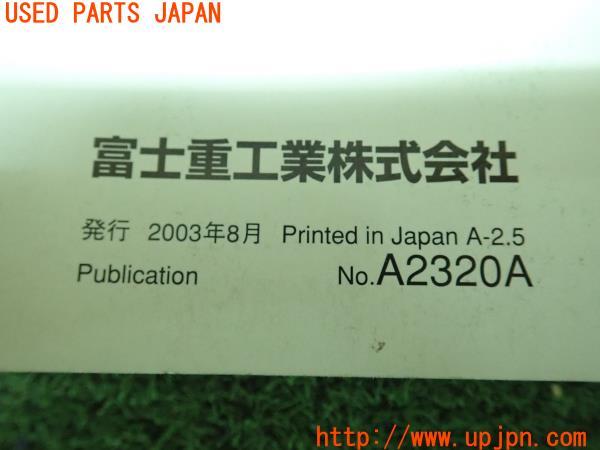 USED PARTS JAPAN
富士重工業株式会社
発行 2003年8月 Printed in Japan A-2.5
Publication No.A2320A
http://www.upjpn.com/